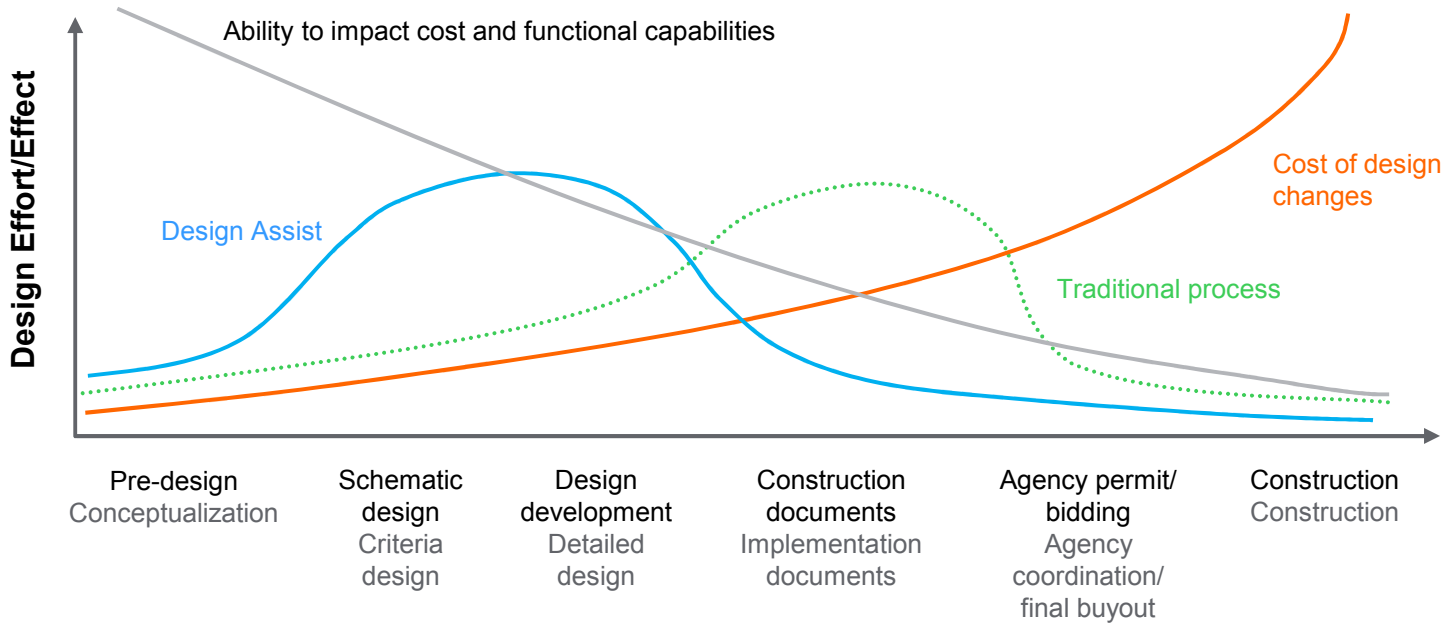 Ability to impact cost and functional capabilities
Design Effort/Effect
Cost of design
changes
Design Assist
Traditional process
Pre-design
Conceptualization
Schematic
design
Criteria
design
Design
development
Detailed
design
Construction
documents
Implementation
documents
Agency permit/
bidding
Agency
coordination/
final buyout
Construction
Construction